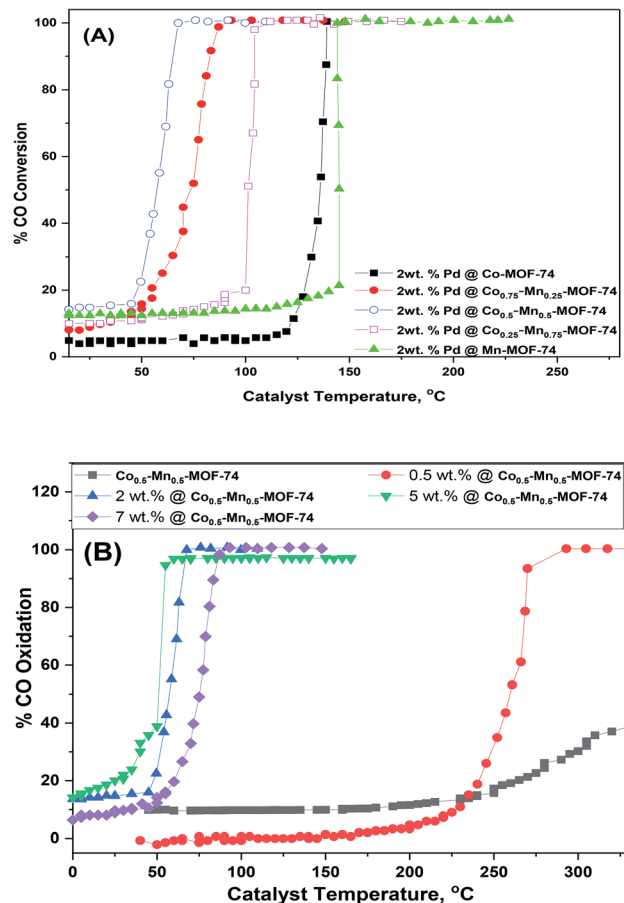 (A)
100
80
60
40
20
0
% CO Conversion
2wt. % Pd @ Co-MOF-74
2wt. % Pd @ Co0.75-Mn0.25-MOF-74
2wt. % Pd @ Co0.5-Mn0.5-MOF-74
2wt. % Pd @ Co0.25-Mn0.75-MOF-74
2wt. % Pd @ Mn-MOF-74
50 100 150 200 250
Catalyst Temperature, °C
Co0.5-Mn0.5-MOF-74 0.5 wt.% @ Co0.5-Mn0.5-MOF-74
2 wt.% @ Co0.5-Mn0.5-MOF-74 5 wt.% @ Co0.5-Mn0.5-MOF-74
7 wt.% @ Co0.5-Mn0.5-MOF-74
(B)
120
100
80
60
40
20
0
% CO Oxidation
0 50 100 150 200 250 300
Catalyst Temperature, °C